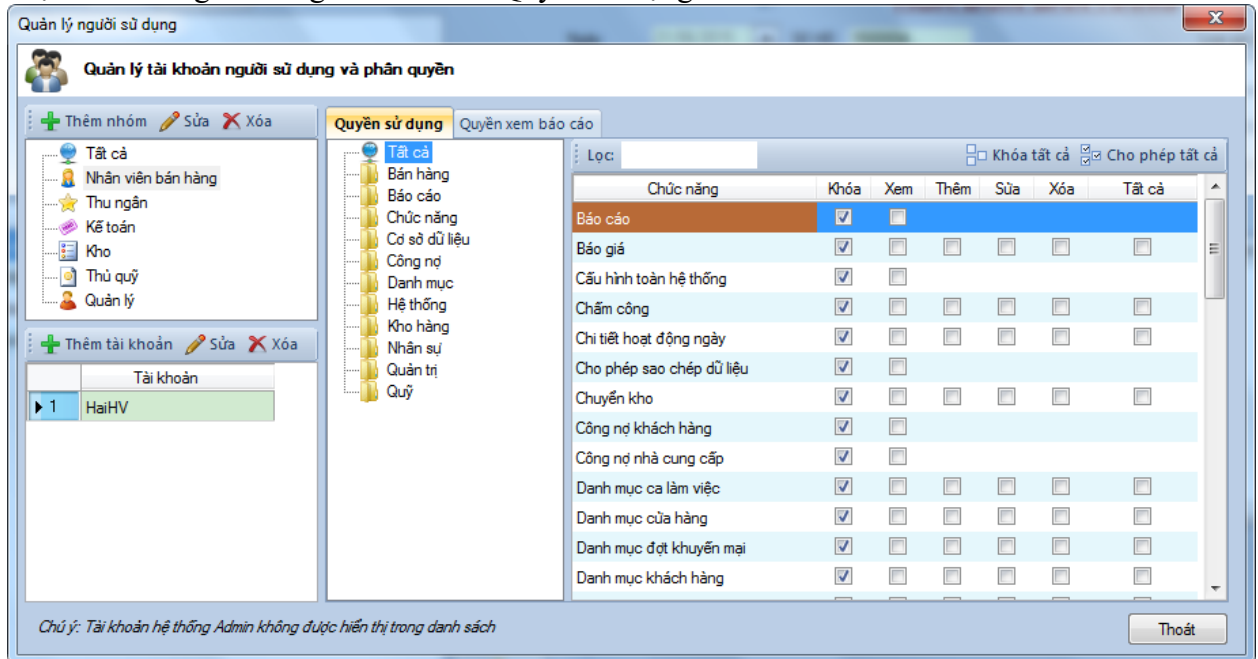 Quản lý người sử dụng
Quản lý tài khoản người sử dụng và phân quyền
Thêm nhóm Sửa Xóa
Tất cả
Nhân viên bán hàng
Thu ngân
Kế toán
Kho
Thủ quỹ
Quản lý
Thêm tài khoản Sửa Xóa
Tài khoản
1 HaiHV
Quyền sử dụng Quyền xem báo cáo
Tất cả
Bán hàng
Báo cáo
Chức năng
Cơ sở dữ liệu
Công nợ
Danh mục
Hệ thống
Kho hàng
Nhân sự
Quản trị
Quỹ
Lọc: Khóa tất cả Cho phép tất cả
Chức năng Khóa Xem Thêm Sửa Xóa Tất cả
Báo cáo
Báo giá
Cấu hình toàn hệ thống
Chấm công
Chi tiết hoạt động ngày
Cho phép sao chép dữ liệu
Chuyển kho
Công nợ khách hàng
Công nợ nhà cung cấp
Danh mục ca làm việc
Danh mục cửa hàng
Danh mục đợt khuyến mại
Danh mục khách hàng
Chú ý: Tài khoản hệ thống Admin không được hiển thị trong danh sách
Thoát